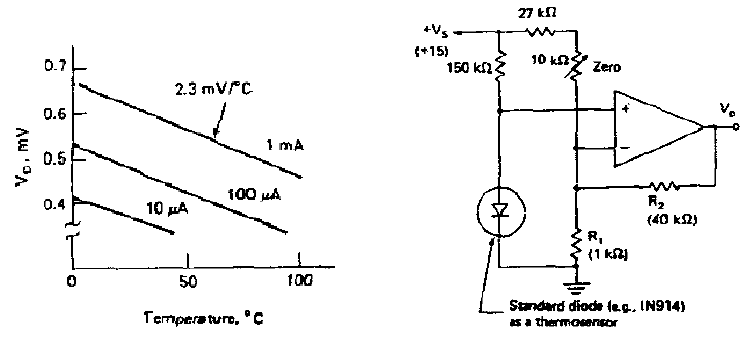 0.7
0.6
0.5
0.4
V_D, mV
2.3 mV/°C
1 mA
100 μA
10 μA
0
50
100
Temperature, °C
+V_S
(+15)
27 kΩ
150 kΩ
10 kΩ
Zero
+
−
V_o
R_2
(40 kΩ)
R_1
(1 kΩ)
Standard diode (e.g., IN914)
as a thermosensor